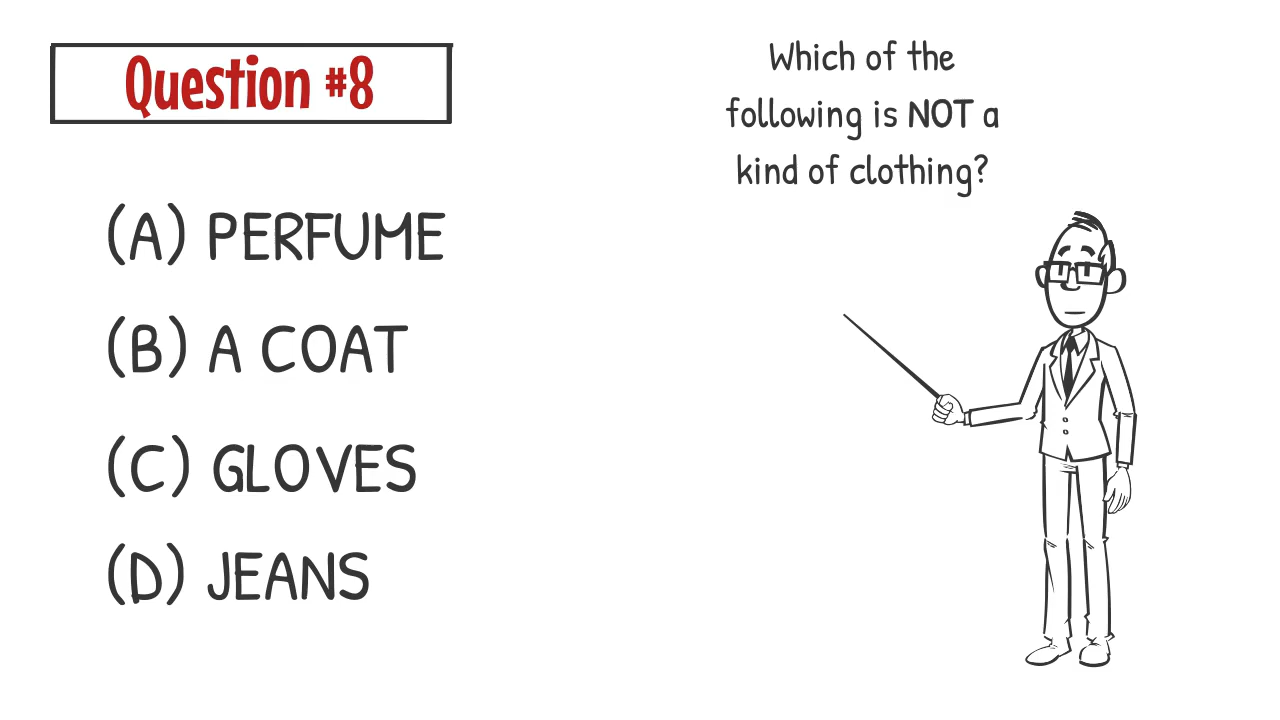 Question #8
Which of the
following is NOT a
kind of clothing?
(A) PERFUME
(B) A COAT
(C) GLOVES
(D) JEANS